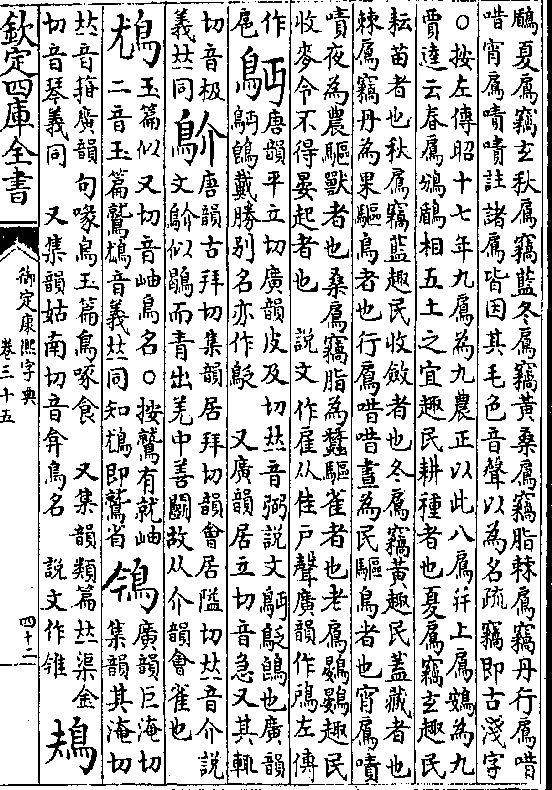 鶞夏鳸竊玄秋鳸竊藍冬鳸竊黃桑鳸竊脂棘鳸竊丹行鳸唶
唶宵鳸嘖嘖註諸鳸皆因其毛色音聲以為名疏竊即古淺字
○按左傳昭十七年九鳸為九農正以此八鳸幷上鳸鴳為九
賈逵云春鳸鳻鶞相五土之宜趣民耕種者也夏鳸竊玄趣民
耘苗者也秋鳸竊藍趣民收斂者也冬鳸竊黃趣民蓋藏者也
棘鳸竊丹為果驅鳥者也行鳸唶唶晝為民驅鳥者也宵鳸嘖
嘖夜為農驅獸者也桑鳸竊脂為蠶驅雀者也老鳸鷃鷃趣民
收麥令不得晏起者也 說文作雇从隹戶聲廣韻作鳸左傳
作扈
鴔唐韻平立切廣韻皮及切𠀤音弼說文鴔鵖鴔也廣韻
鴔鵖戴勝別名亦作鵖 又廣韻居立切音急又其輒
切音极義𠀤同
鳻唐韻古拜切集韻居拜切韻會居隘切𠀤音介說
文鳻似鶡而青出羌中善鬭故从介韻會雀也
鴆玉篇似又切音岫鳥名○按鷲有就岫
二音玉篇鷲鴆音義𠀤同知鴆即鷲省
鳹廣韻巨淹切集韻其淹切
𠀤音箝廣韻句喙鳥玉篇鳥啄食 又集韻類篇𠀤渠金
切音琴義同 又集韻姑南切音弇鳥名 說文作雂
鴂
欽定四庫全書
御定康熙字典
卷三十五
四十二